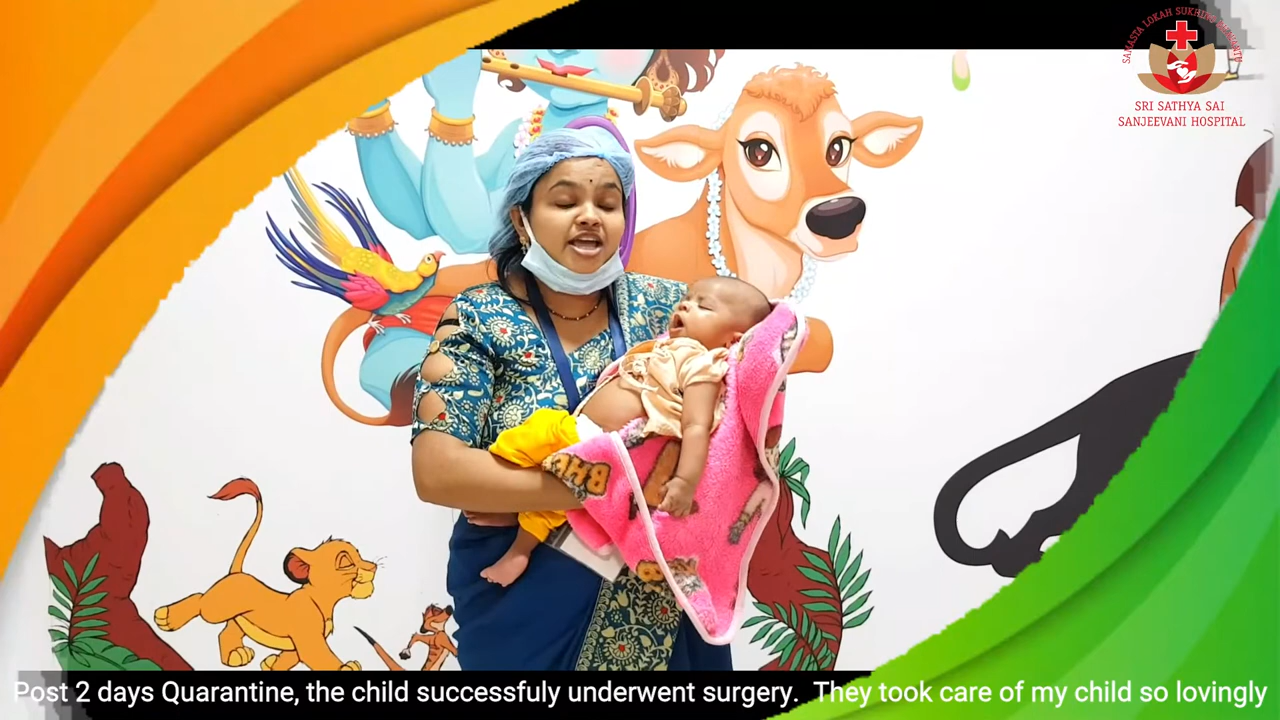 SAMASTA LOKAH SUKHINO BHAVANTU
SRI SATHYA SAI
SANJEEVANI HOSPITAL
Post 2 days Quarantine, the child successfuly underwent surgery. They took care of my child so lovingly